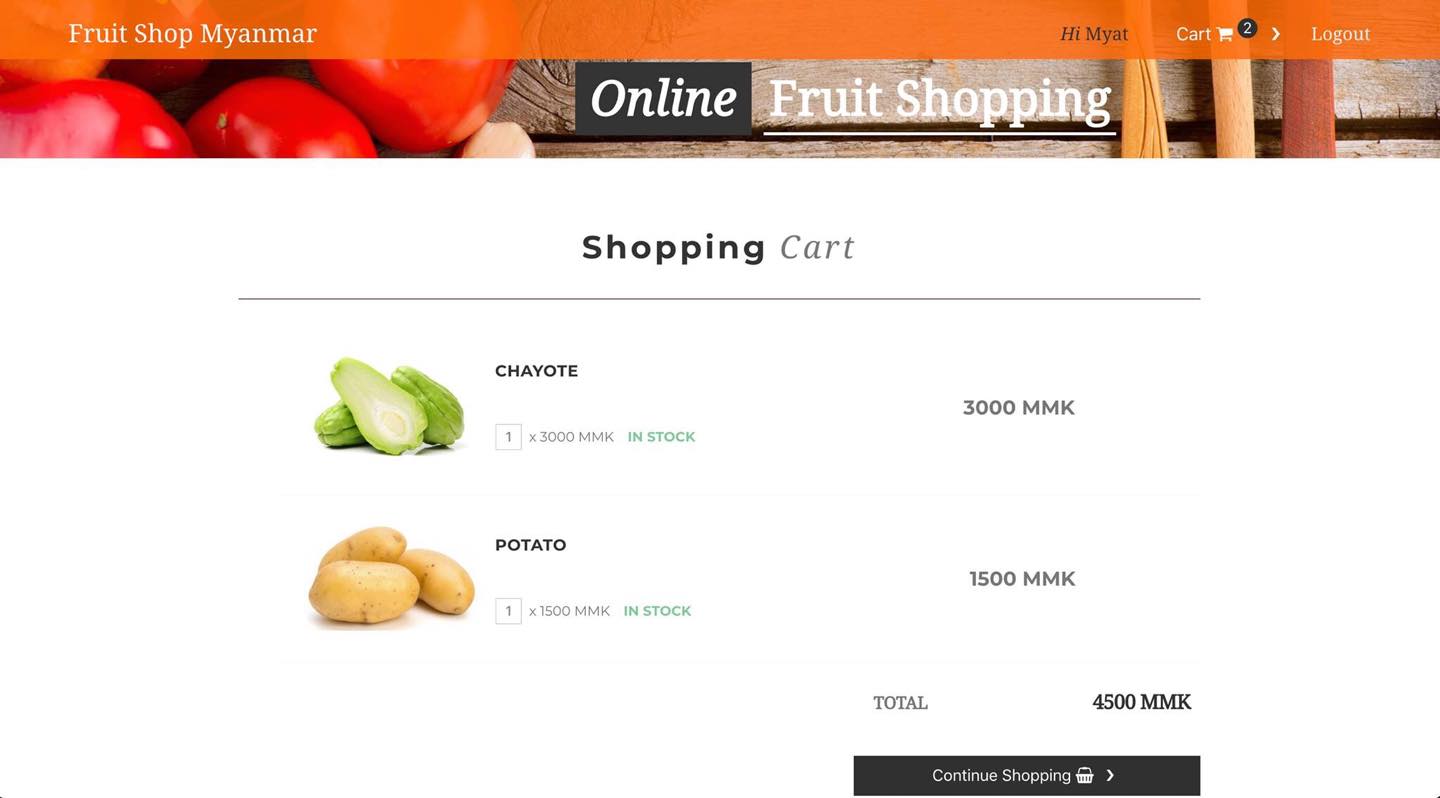 Fruit Shop Myanmar
Hi Myat
Cart 2 ›
Logout
Online Fruit Shopping
Shopping Cart
CHAYOTE
3000 MMK
1 x 3000 MMK IN STOCK
POTATO
1500 MMK
1 x 1500 MMK IN STOCK
TOTAL 4500 MMK
Continue Shopping ›